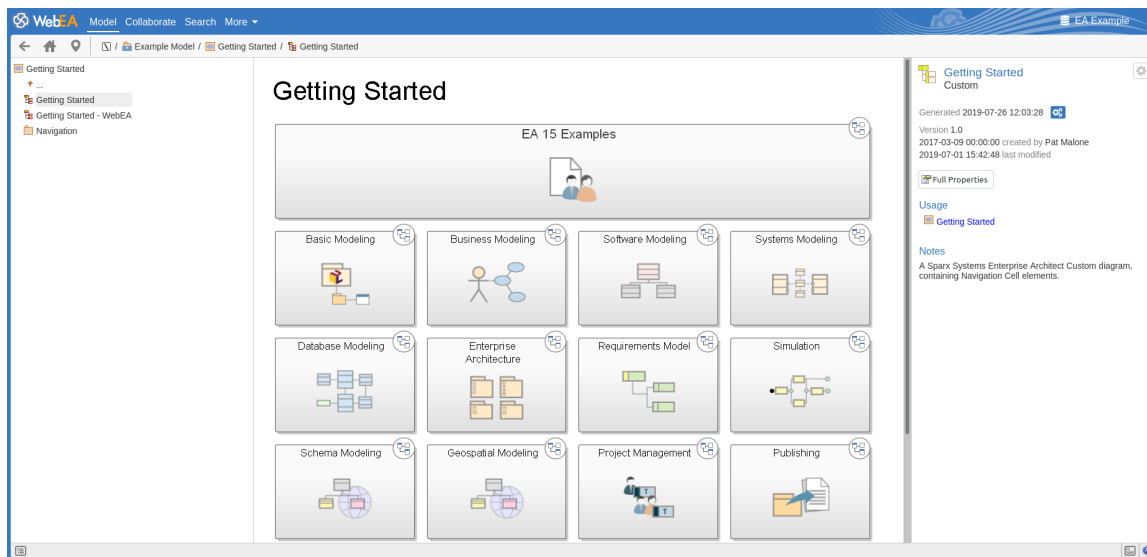 WebEA Model Collaborate Search More
EA Example
/ Example Model / Getting Started / Getting Started
Getting Started
...
Getting Started
Getting Started - WebEA
Navigation
Getting Started
EA 15 Examples
Basic Modeling
Business Modeling
Software Modeling
Systems Modeling
Database Modeling
Enterprise
Architecture
Requirements Model
Simulation
Schema Modeling
Geospatial Modeling
Project Management
T
T
Publishing
Getting Started
Custom
Generated 2019-07-26 12:03:28
Version 1.0
2017-03-09 00:00:00 created by Pat Malone
2019-07-01 15:42:48 last modified
Full Properties
Usage
Getting Started
Notes
A Sparx Systems Enterprise Architect Custom diagram,
containing Navigation Cell elements.